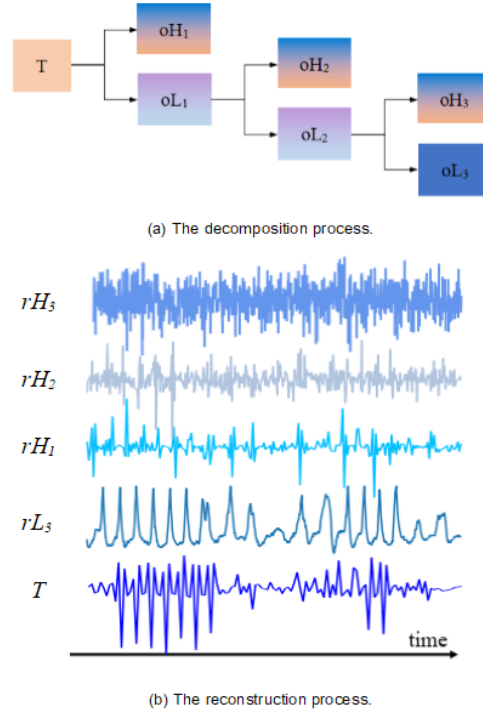 T
oH₁
oL₁
oH₂
oL₂
oH₃
oL₃
(a) The decomposition process.
rH₃
rH₂
rH₁
rL₃
T
time
(b) The reconstruction process.